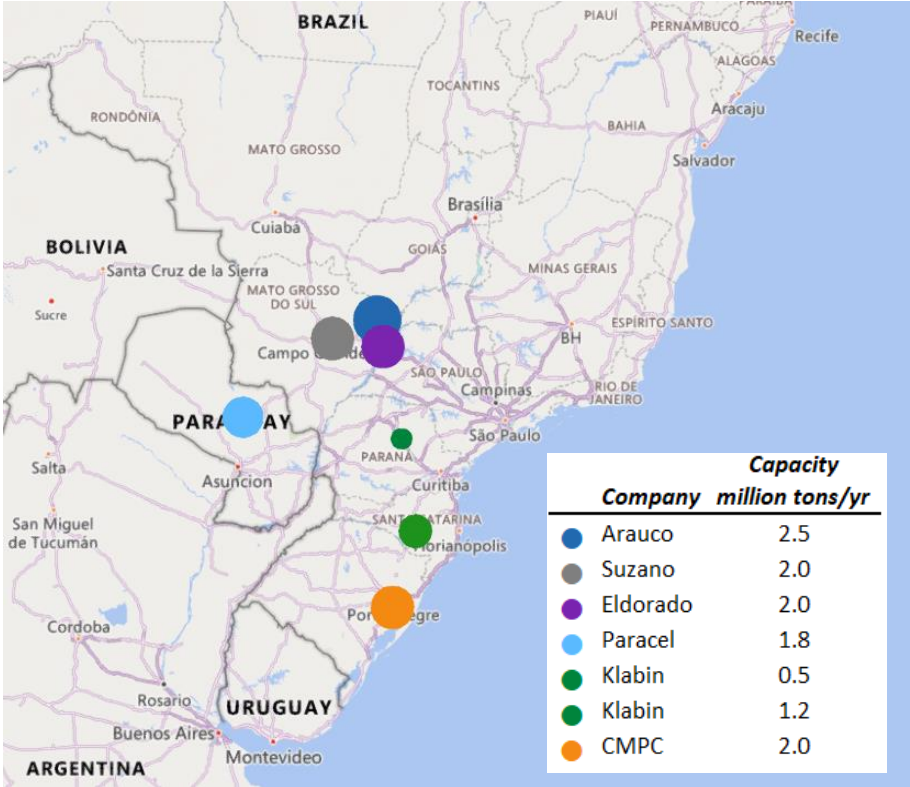 BRAZIL
PIAUÍ
PERNAMBUCO
Recife
ALAGOAS
TOCANTINS
Aracaju
RONDÔNIA
BAHIA
MATO GROSSO
Salvador
Brasília
Cuiabá
BOLIVIA
GOIÁS
Santa Cruz de la Sierra
MINAS GERAIS
MATO GROSSO
DO SUL
Sucre
ESPÍRITO SANTO
BH
Campo Grande
SÃO PAULO
RIO DE
JANEIRO
Campinas
PARAGUAY
São Paulo
PARANÁ
Salta
Asuncion
Curitiba
SANTA CATARINA
San Miguel
de Tucumán
Florianópolis
Porto Alegre
Cordoba
Rosario
URUGUAY
Buenos Aires
Montevideo
ARGENTINA
Capacity
Company million tons/yr
Arauco 2.5
Suzano 2.0
Eldorado 2.0
Paracel 1.8
Klabin 0.5
Klabin 1.2
CMPC 2.0